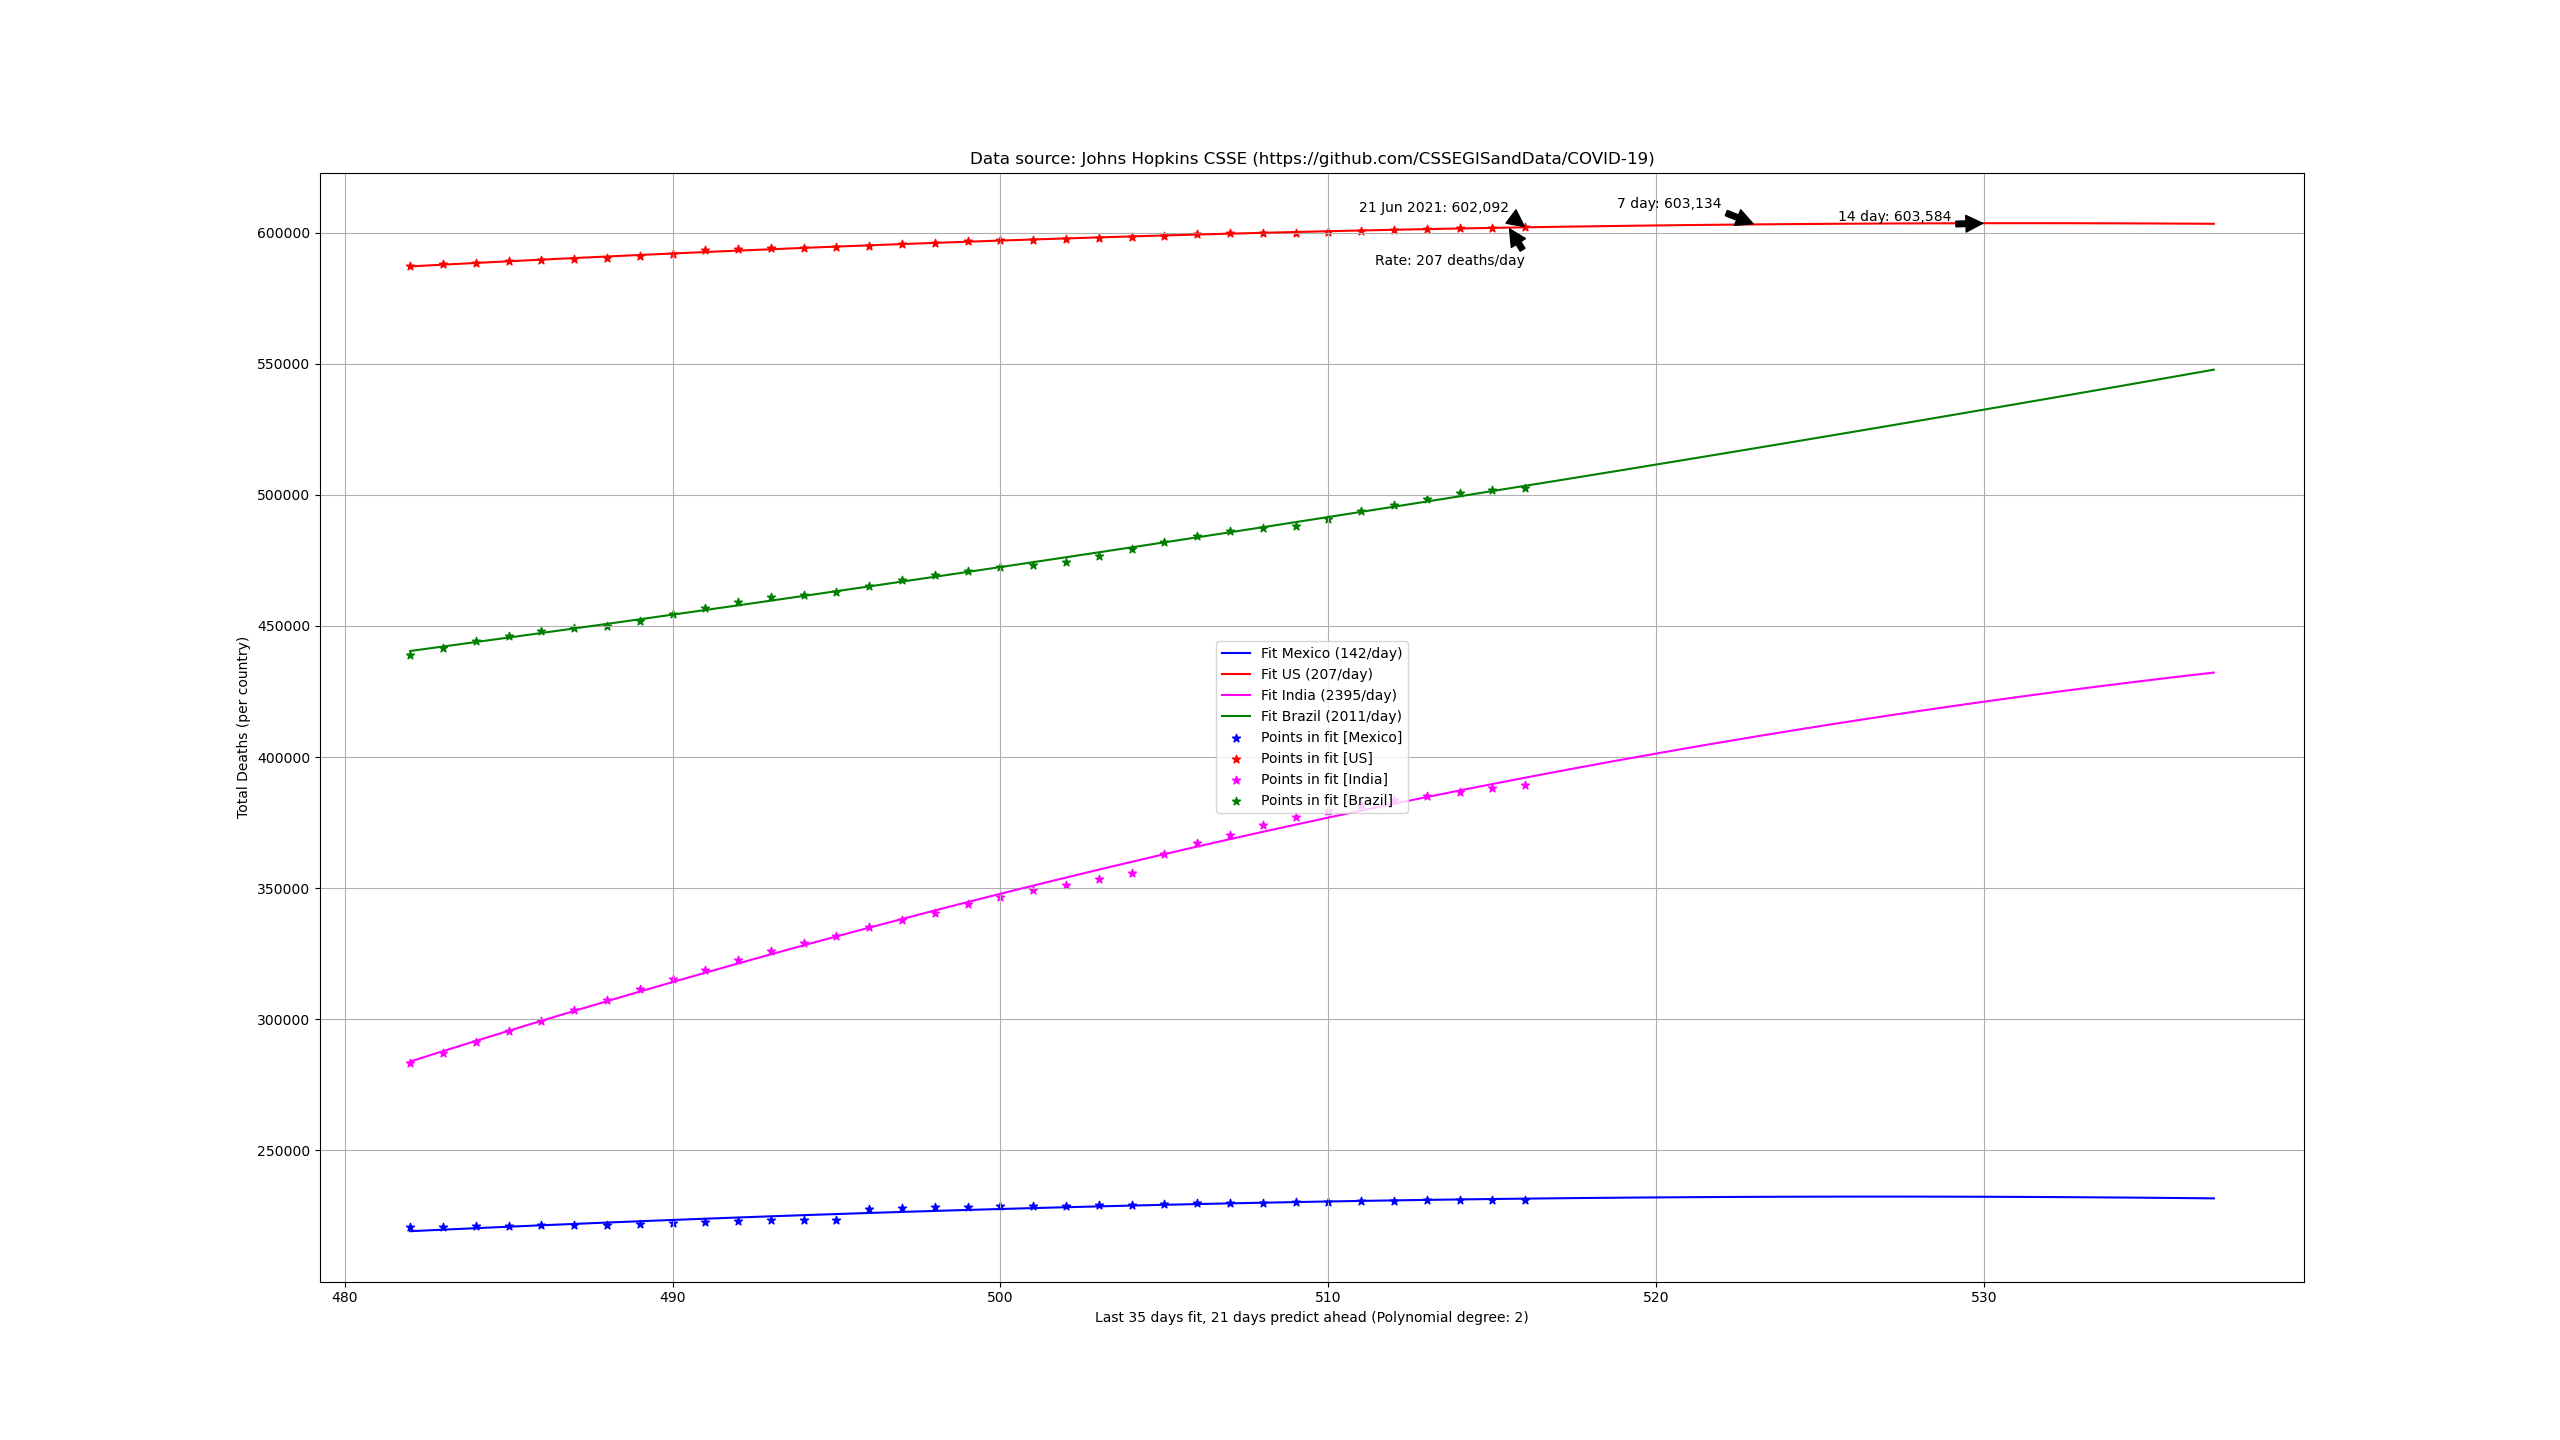 Data source: Johns Hopkins CSSE (https://github.com/CSSEGISandData/COVID-19)
21 Jun 2021: 602,092
7 day: 603,134
14 day: 603,584
Rate: 207 deaths/day
600000
550000
500000
450000
400000
350000
300000
250000
Total Deaths (per country)
Fit Mexico (142/day)
Fit US (207/day)
Fit India (2395/day)
Fit Brazil (2011/day)
Points in fit [Mexico]
Points in fit [US]
Points in fit [India]
Points in fit [Brazil]
480 490 500 510 520 530
Last 35 days fit, 21 days predict ahead (Polynomial degree: 2)